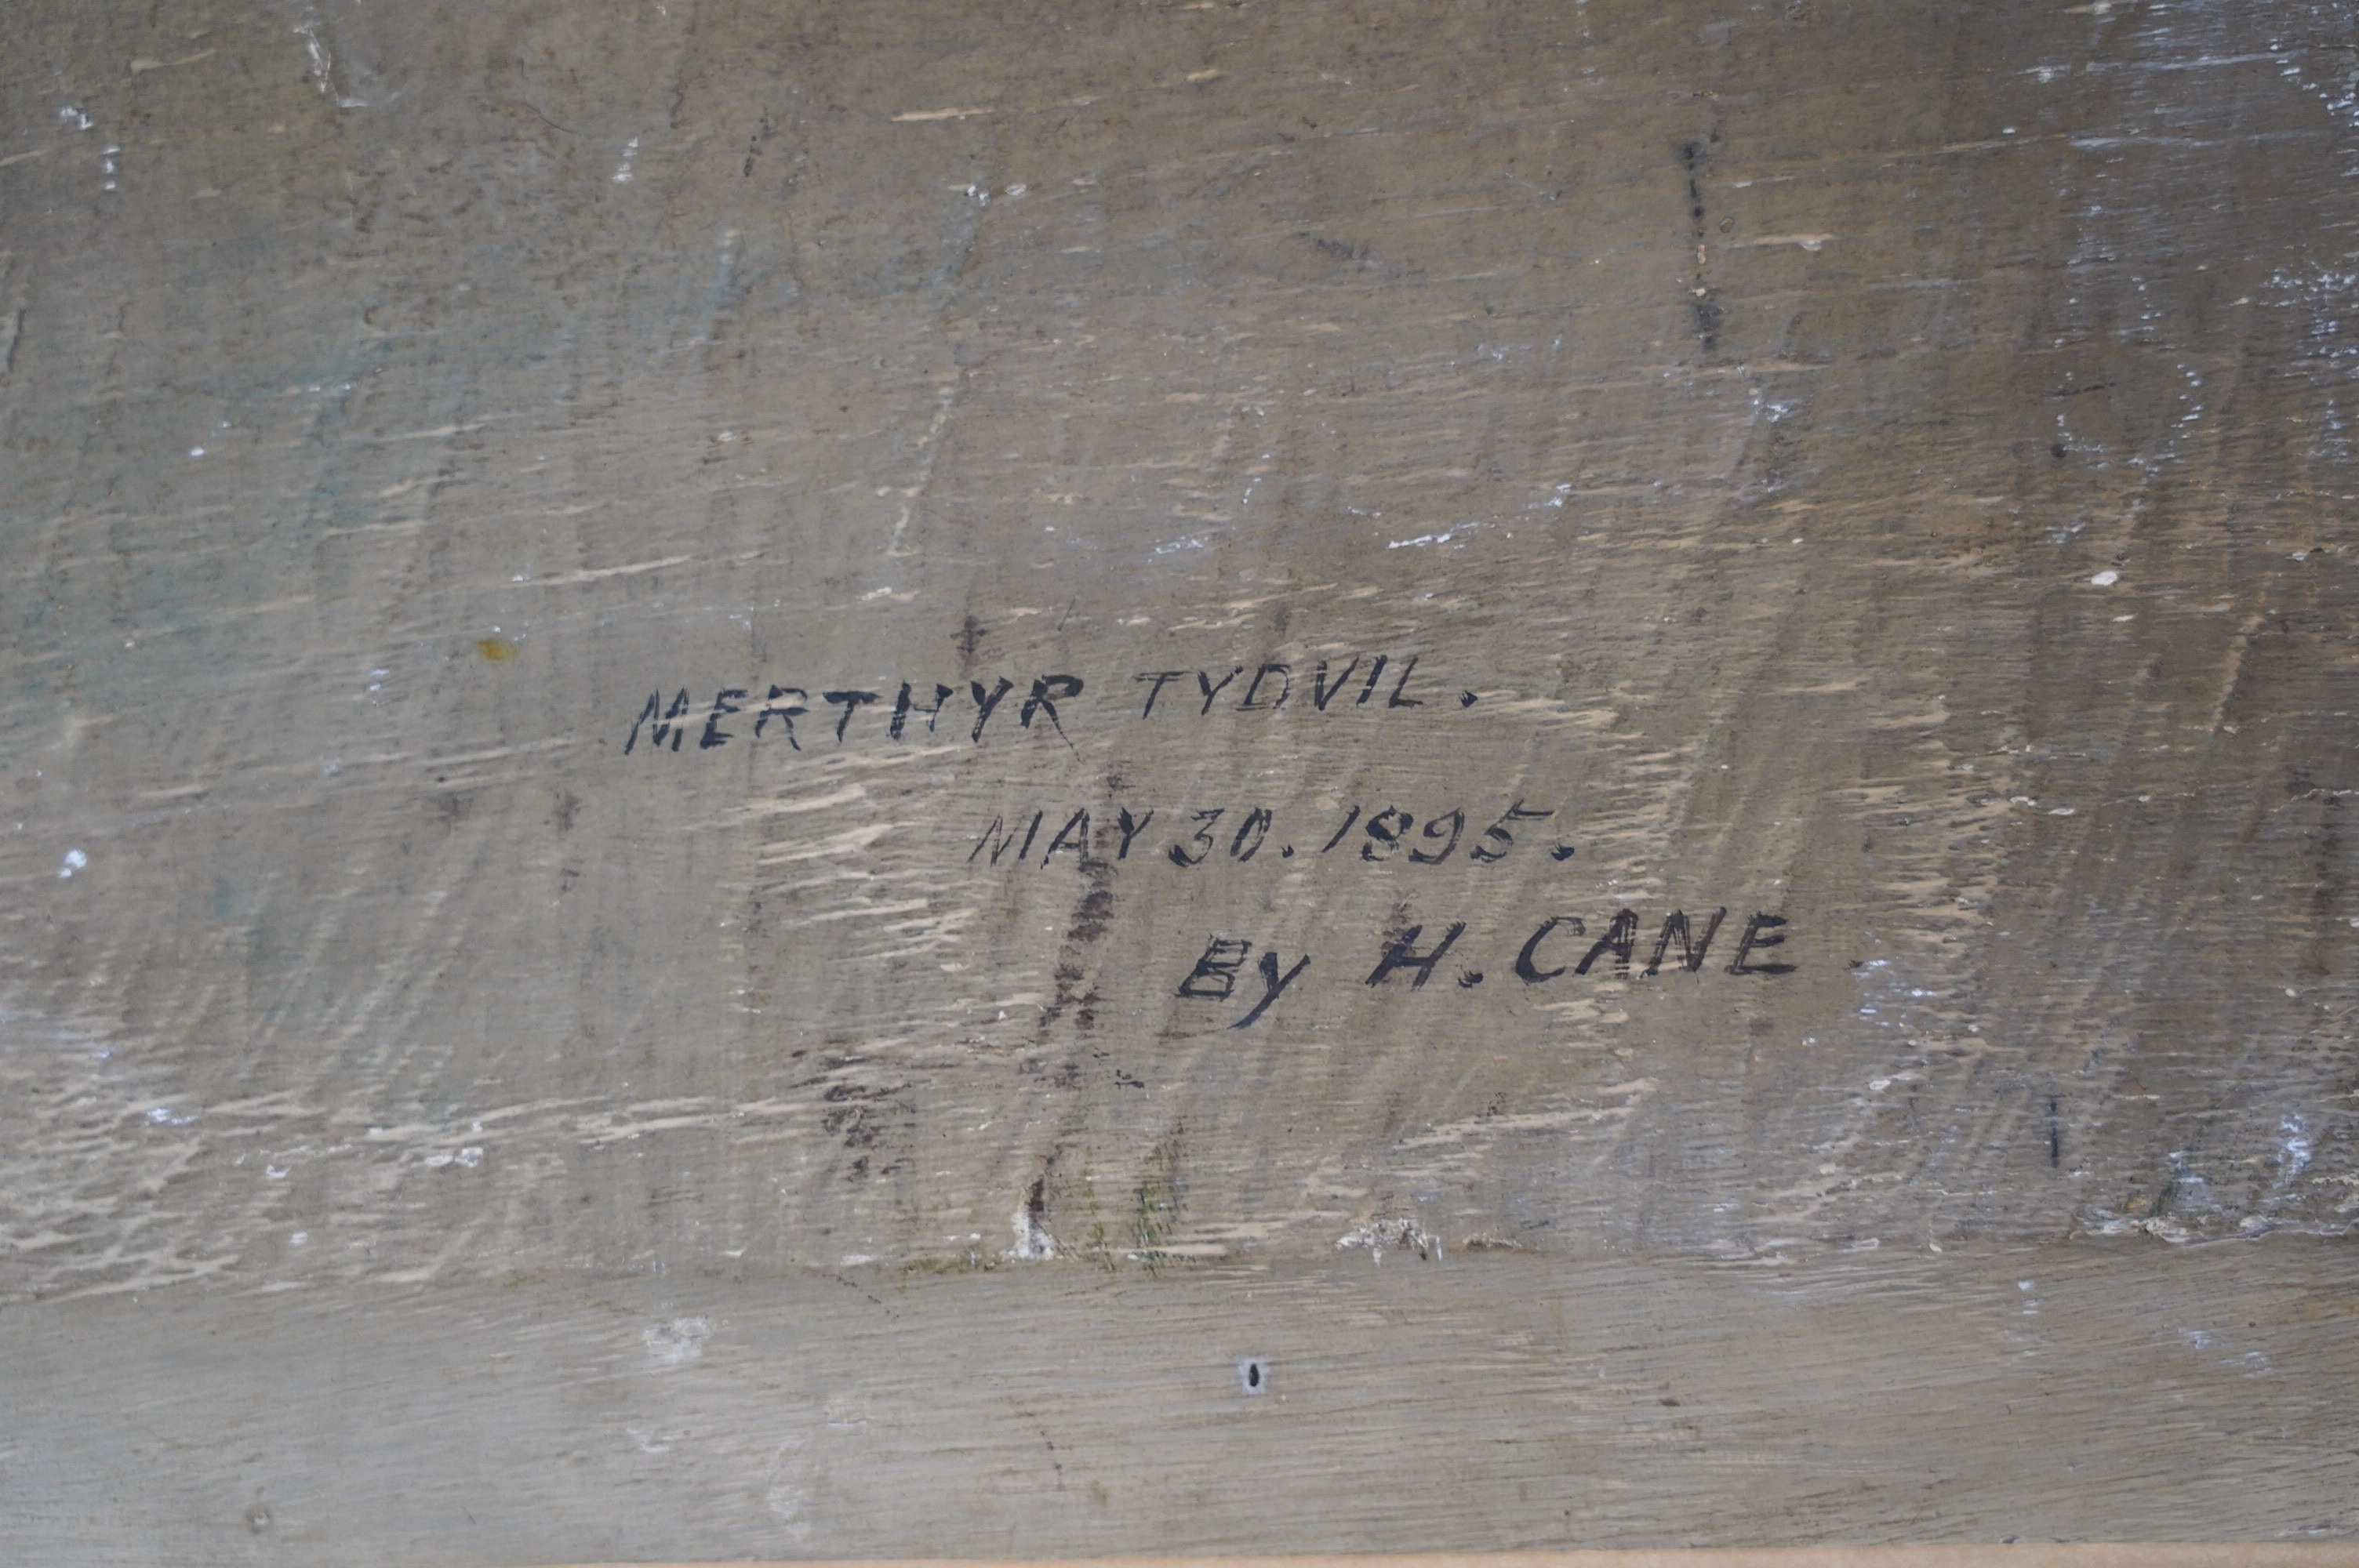 MERTHYR TYDVIL.
MAY 30. 1895.
By H. CANE.